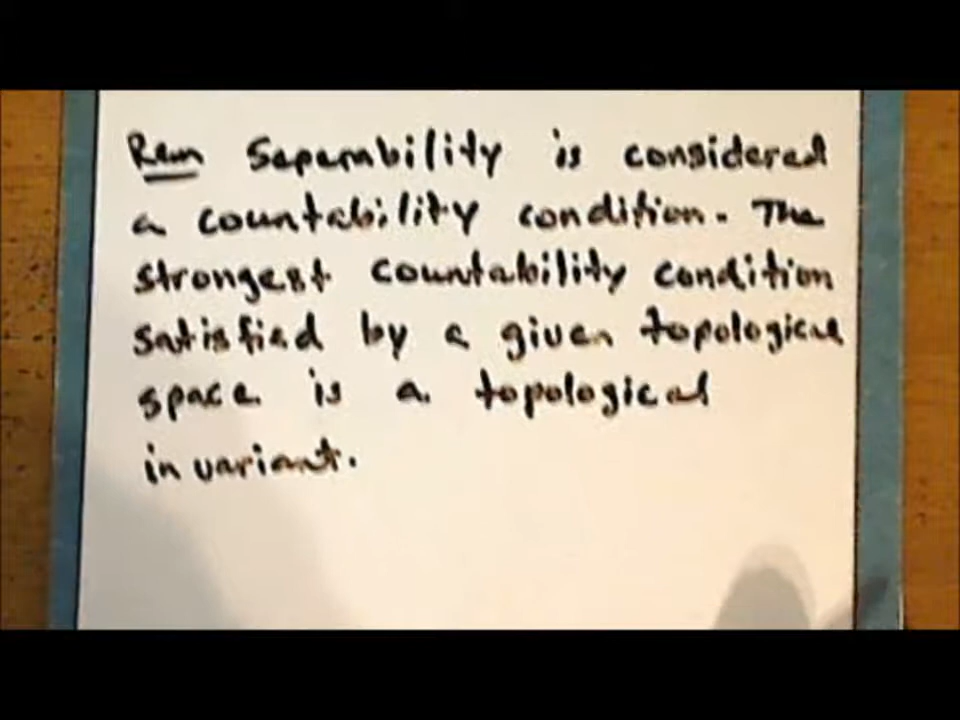 Rem Separability is considered
a countability condition. The
strongest countability condition
satisfied by a given topological
space is a topological
invariant.